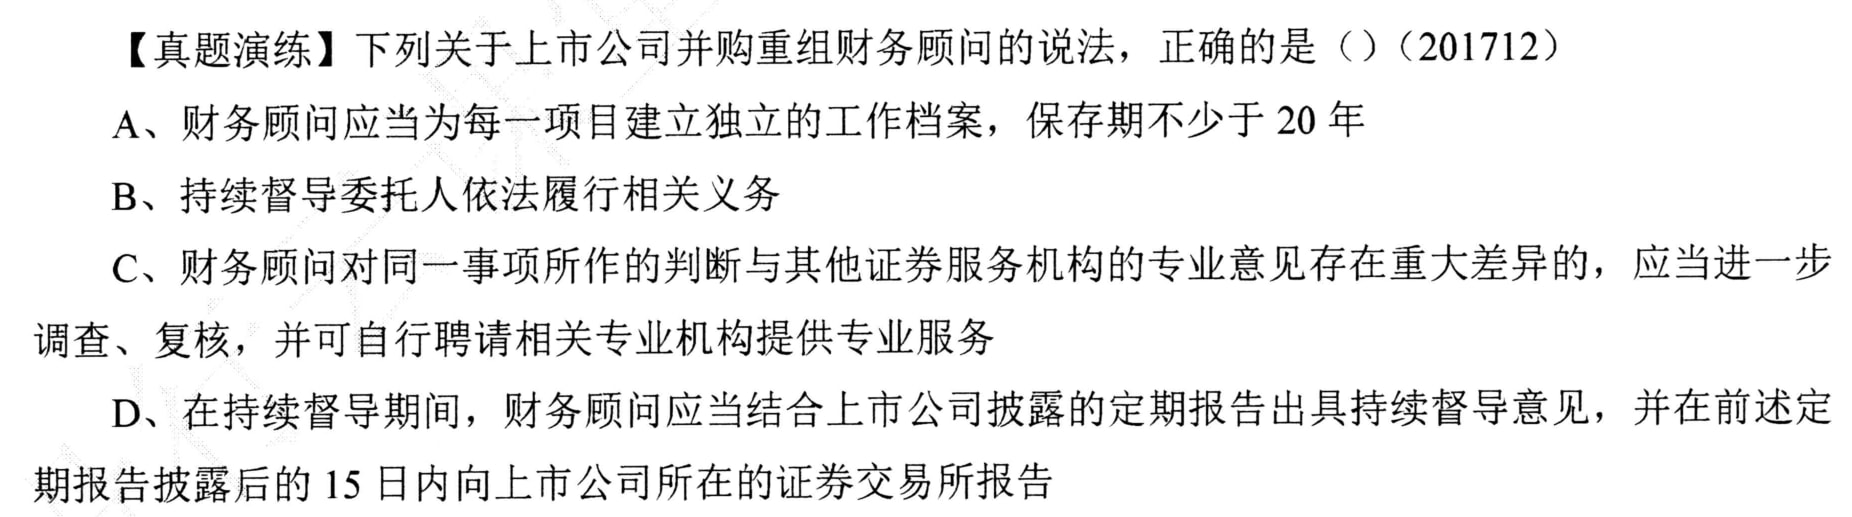 【真题演练】下列关于上市公司并购重组财务顾问的说法，正确的是（）（201712）
A、财务顾问应当为每一项目建立独立的工作档案，保存期不少于 20 年
B、持续督导委托人依法履行相关义务
C、财务顾问对同一事项所作的判断与其他证券服务机构的专业意见存在重大差异的，应当进一步
调查、复核，并可自行聘请相关专业机构提供专业服务
D、在持续督导期间，财务顾问应当结合上市公司披露的定期报告出具持续督导意见，并在前述定
期报告披露后的 15 日内向上市公司所在的证券交易所报告